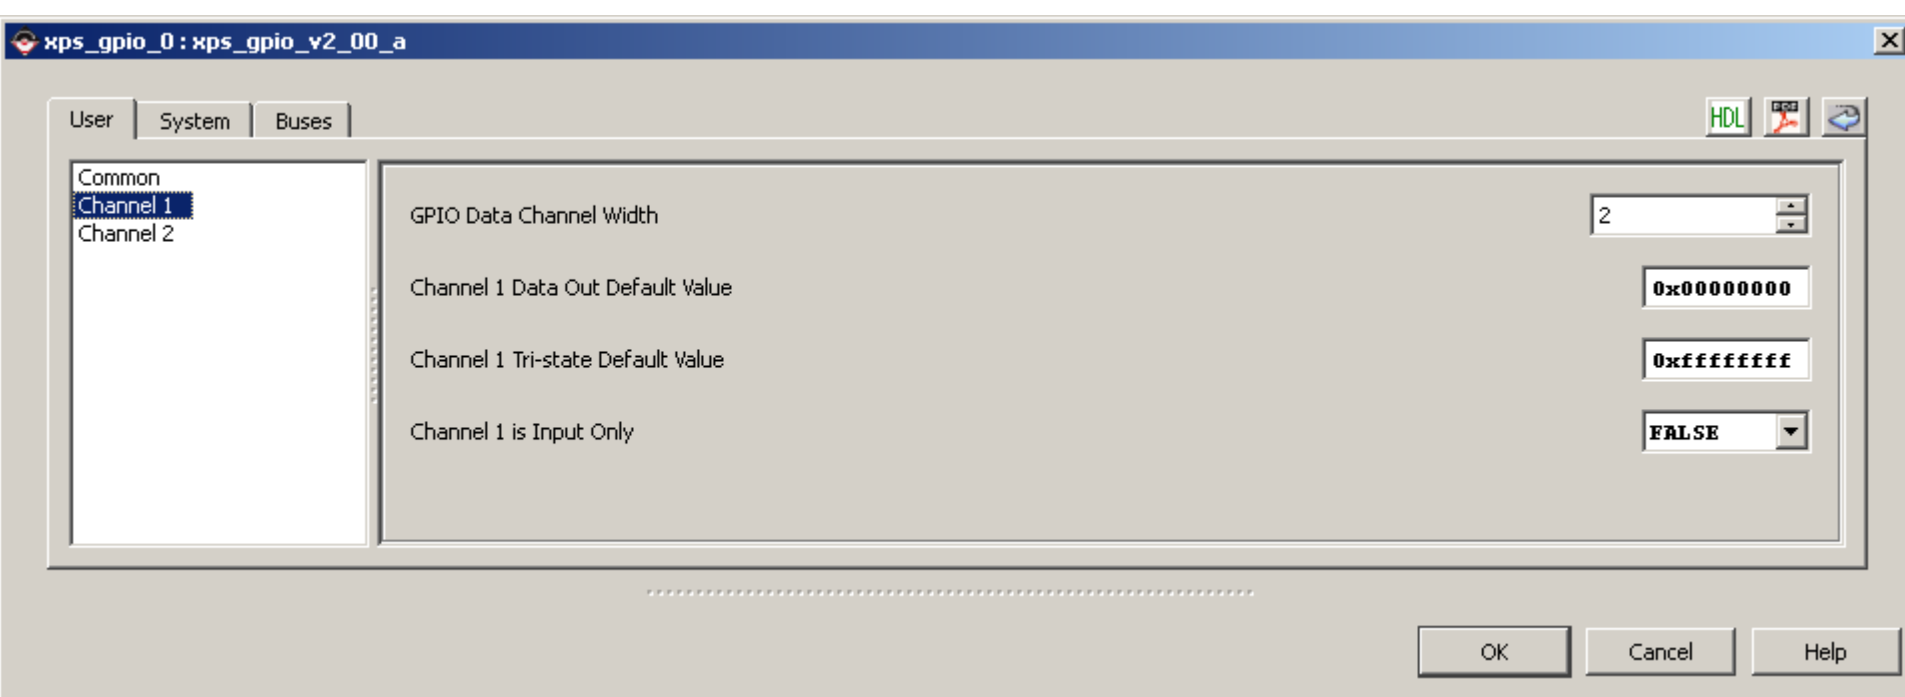 xps_gpio_0 : xps_gpio_v2_00_a
User System Buses
HDL PDF
Common
Channel 1
Channel 2
GPIO Data Channel Width 2
Channel 1 Data Out Default Value 0x00000000
Channel 1 Tri-state Default Value 0xffffffff
Channel 1 is Input Only FALSE
OK Cancel Help